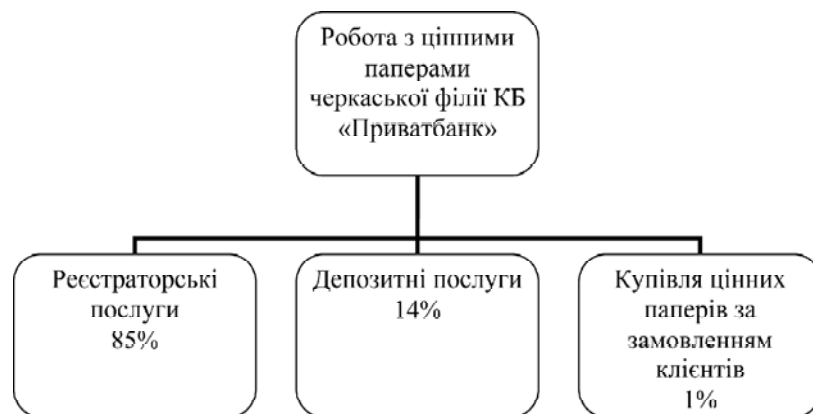 Робота з цінними
паперами
черкаської філії КБ
«Приватбанк»
Реєстраторські
послуги
85%
Депозитні послуги
14%
Купівля цінних
паперів за
замовленням
клієнтів
1%